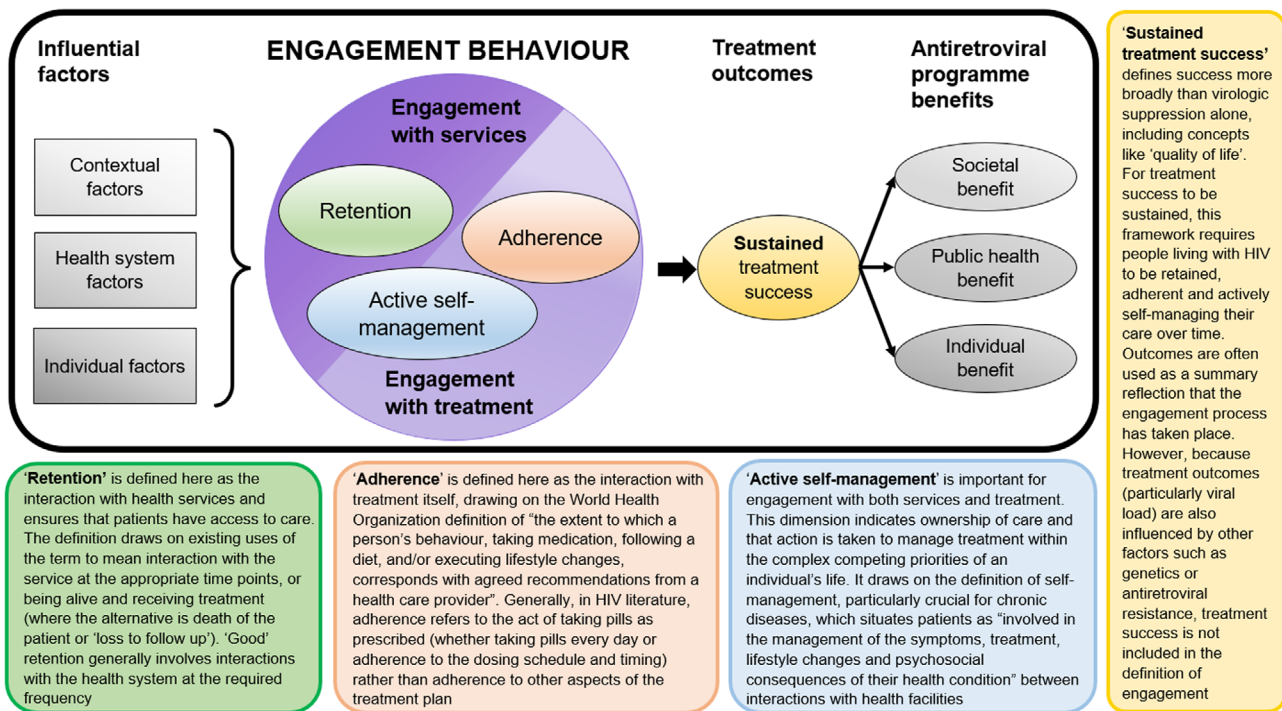 Influential
factors
ENGAGEMENT BEHAVIOUR
Treatment
outcomes
Antiretroviral
programme
benefits
Contextual
factors
Health system
factors
Individual factors
Engagement
with services
Retention
Adherence
Active self-
management
Engagement
with treatment
Sustained
treatment
success
Societal
benefit
Public health
benefit
Individual
benefit
‘Sustained
treatment success’
defines success more
broadly than virologic
suppression alone,
including concepts
like ‘quality of life’.
For treatment
success to be
sustained, this
framework requires
people living with HIV
to be retained,
adherent and actively
self-managing their
care over time.
Outcomes are often
used as a summary
reflection that the
engagement process
has taken place.
However, because
treatment outcomes
(particularly viral
load) are also
influenced by other
factors such as
genetics or
antiretroviral
resistance, treatment
success is not
included in the
definition of
engagement
‘Retention’ is defined here as the
interaction with health services and
ensures that patients have access to care.
The definition draws on existing uses of
the term to mean interaction with the
service at the appropriate time points, or
being alive and receiving treatment
(where the alternative is death of the
patient or ‘loss to follow up’). ‘Good’
retention generally involves interactions
with the health system at the required
frequency
‘Adherence’ is defined here as the interaction with
treatment itself, drawing on the World Health
Organization definition of “the extent to which a
person’s behaviour, taking medication, following a
diet, and/or executing lifestyle changes,
corresponds with agreed recommendations from a
health care provider”. Generally, in HIV literature,
adherence refers to the act of taking pills as
prescribed (whether taking pills every day or
adherence to the dosing schedule and timing)
rather than adherence to other aspects of the
treatment plan
‘Active self-management’ is important for
engagement with both services and treatment.
This dimension indicates ownership of care and
that action is taken to manage treatment within
the complex competing priorities of an
individual’s life. It draws on the definition of self-
management, particularly crucial for chronic
diseases, which situates patients as “involved in
the management of the symptoms, treatment,
lifestyle changes and psychosocial
consequences of their health condition” between
interactions with health facilities